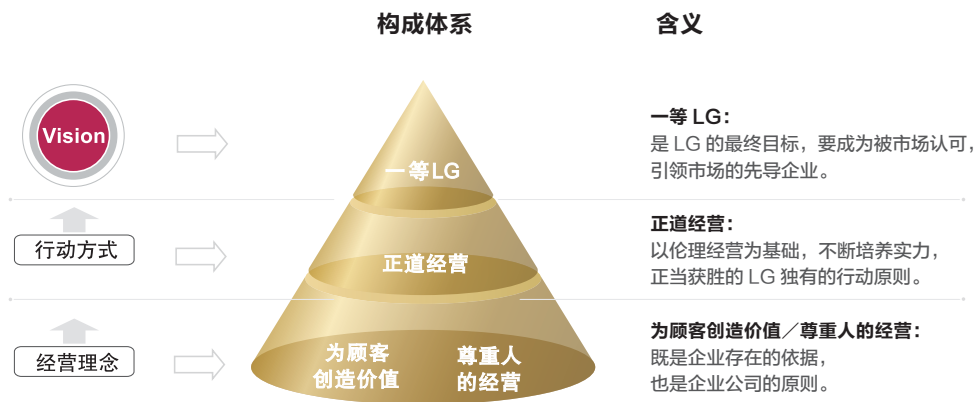 构成体系
含义
Vision
一等LG
一等 LG：
是 LG 的最终目标，要成为被市场认可，
引领市场的先导企业。
行动方式
正道经营
正道经营：
以伦理经营为基础，不断培养实力，
正当获胜的 LG 独有的行动原则。
经营理念
为顾客
创造价值
尊重人
的经营
为顾客创造价值／尊重人的经营：
既是企业存在的依据，
也是企业公司的原则。